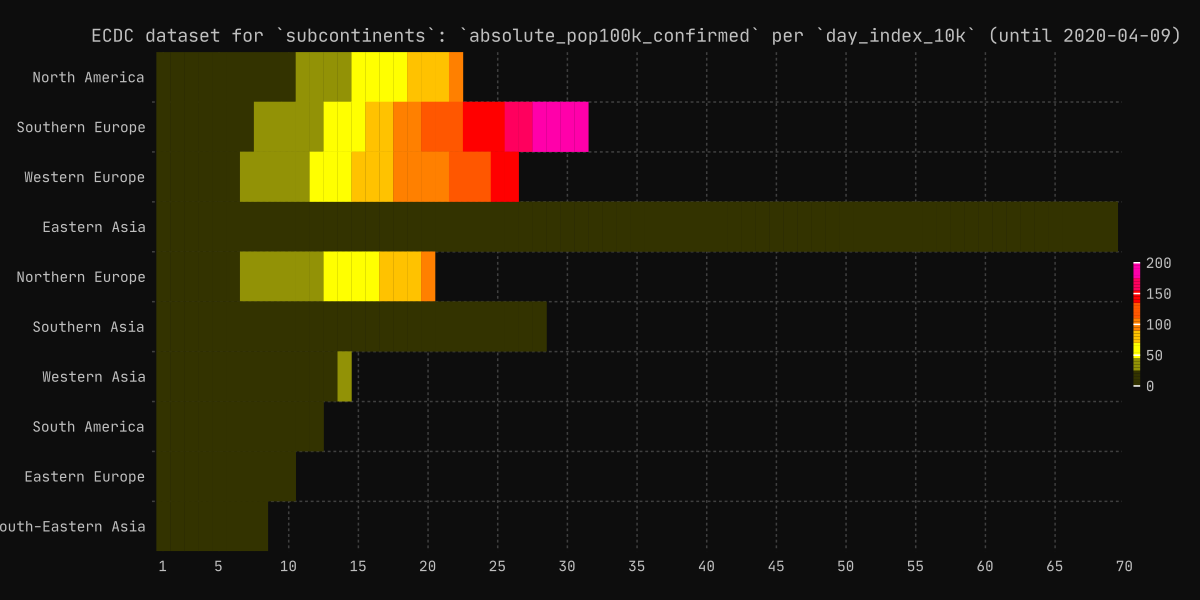 ECDC dataset for `subcontinents`: `absolute_pop100k_confirmed` per `day_index_10k` (until 2020-04-09)
North America
Southern Europe
Western Europe
Eastern Asia
Northern Europe
Southern Asia
Western Asia
South America
Eastern Europe
outh-Eastern Asia
200
150
100
50
0
1 5 10 15 20 25 30 35 40 45 50 55 60 65 70